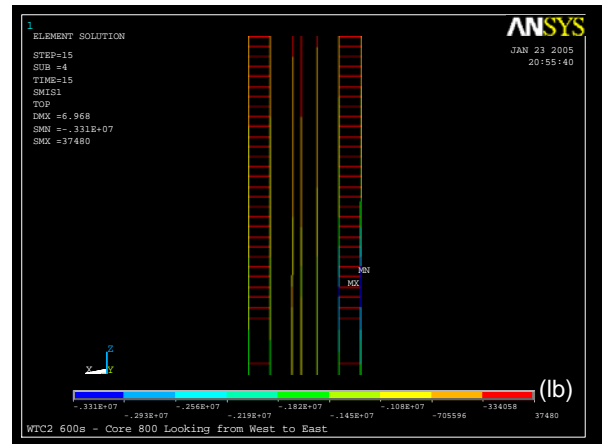 1
ELEMENT SOLUTION
STEP=15
SUB =4
TIME=15
SMIS1
TOP
DMX =6.968
SMN =-.331E+07
SMX =37480
ANSYS
JAN 23 2005
20:55:40
MN
MX
Z
X Y
(lb)
-.331E+07 -.256E+07 -.182E+07 -.108E+07 -334058
-.293E+07 -.219E+07 -.145E+07 -705596 37480
WTC2 600s - Core 800 Looking from West to East